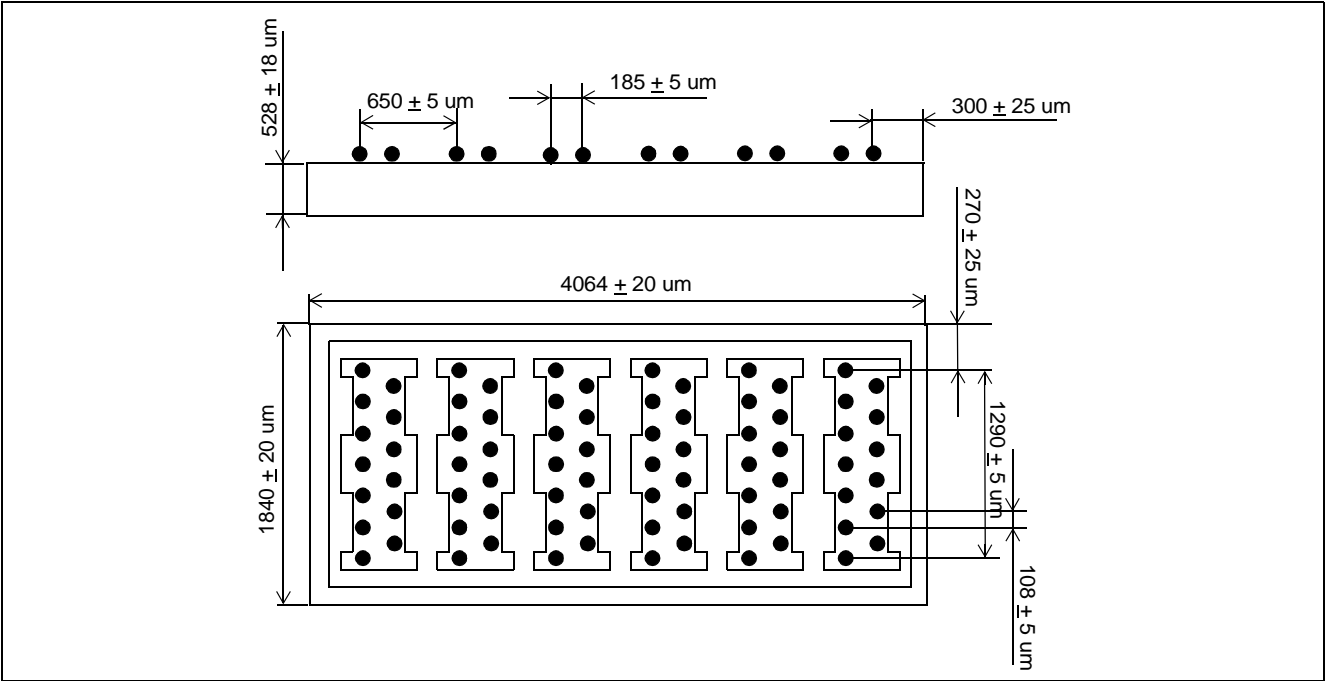 528 ± 18 um
650 ± 5 um
185 ± 5 um
300 ± 25 um
270 ± 25 um
4064 ± 20 um
1840 ± 20 um
1290 ± 5 um
108 ± 5 um